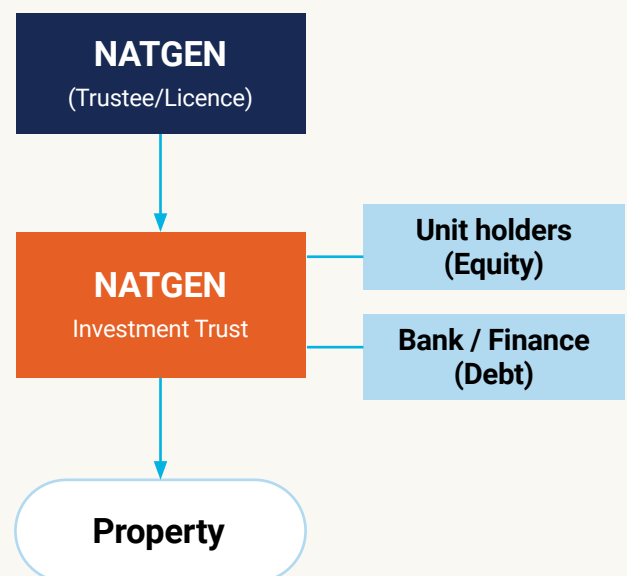 NATGEN
(Trustee/Licence)
NATGEN
Investment Trust
Unit holders
(Equity)
Bank / Finance
(Debt)
Property